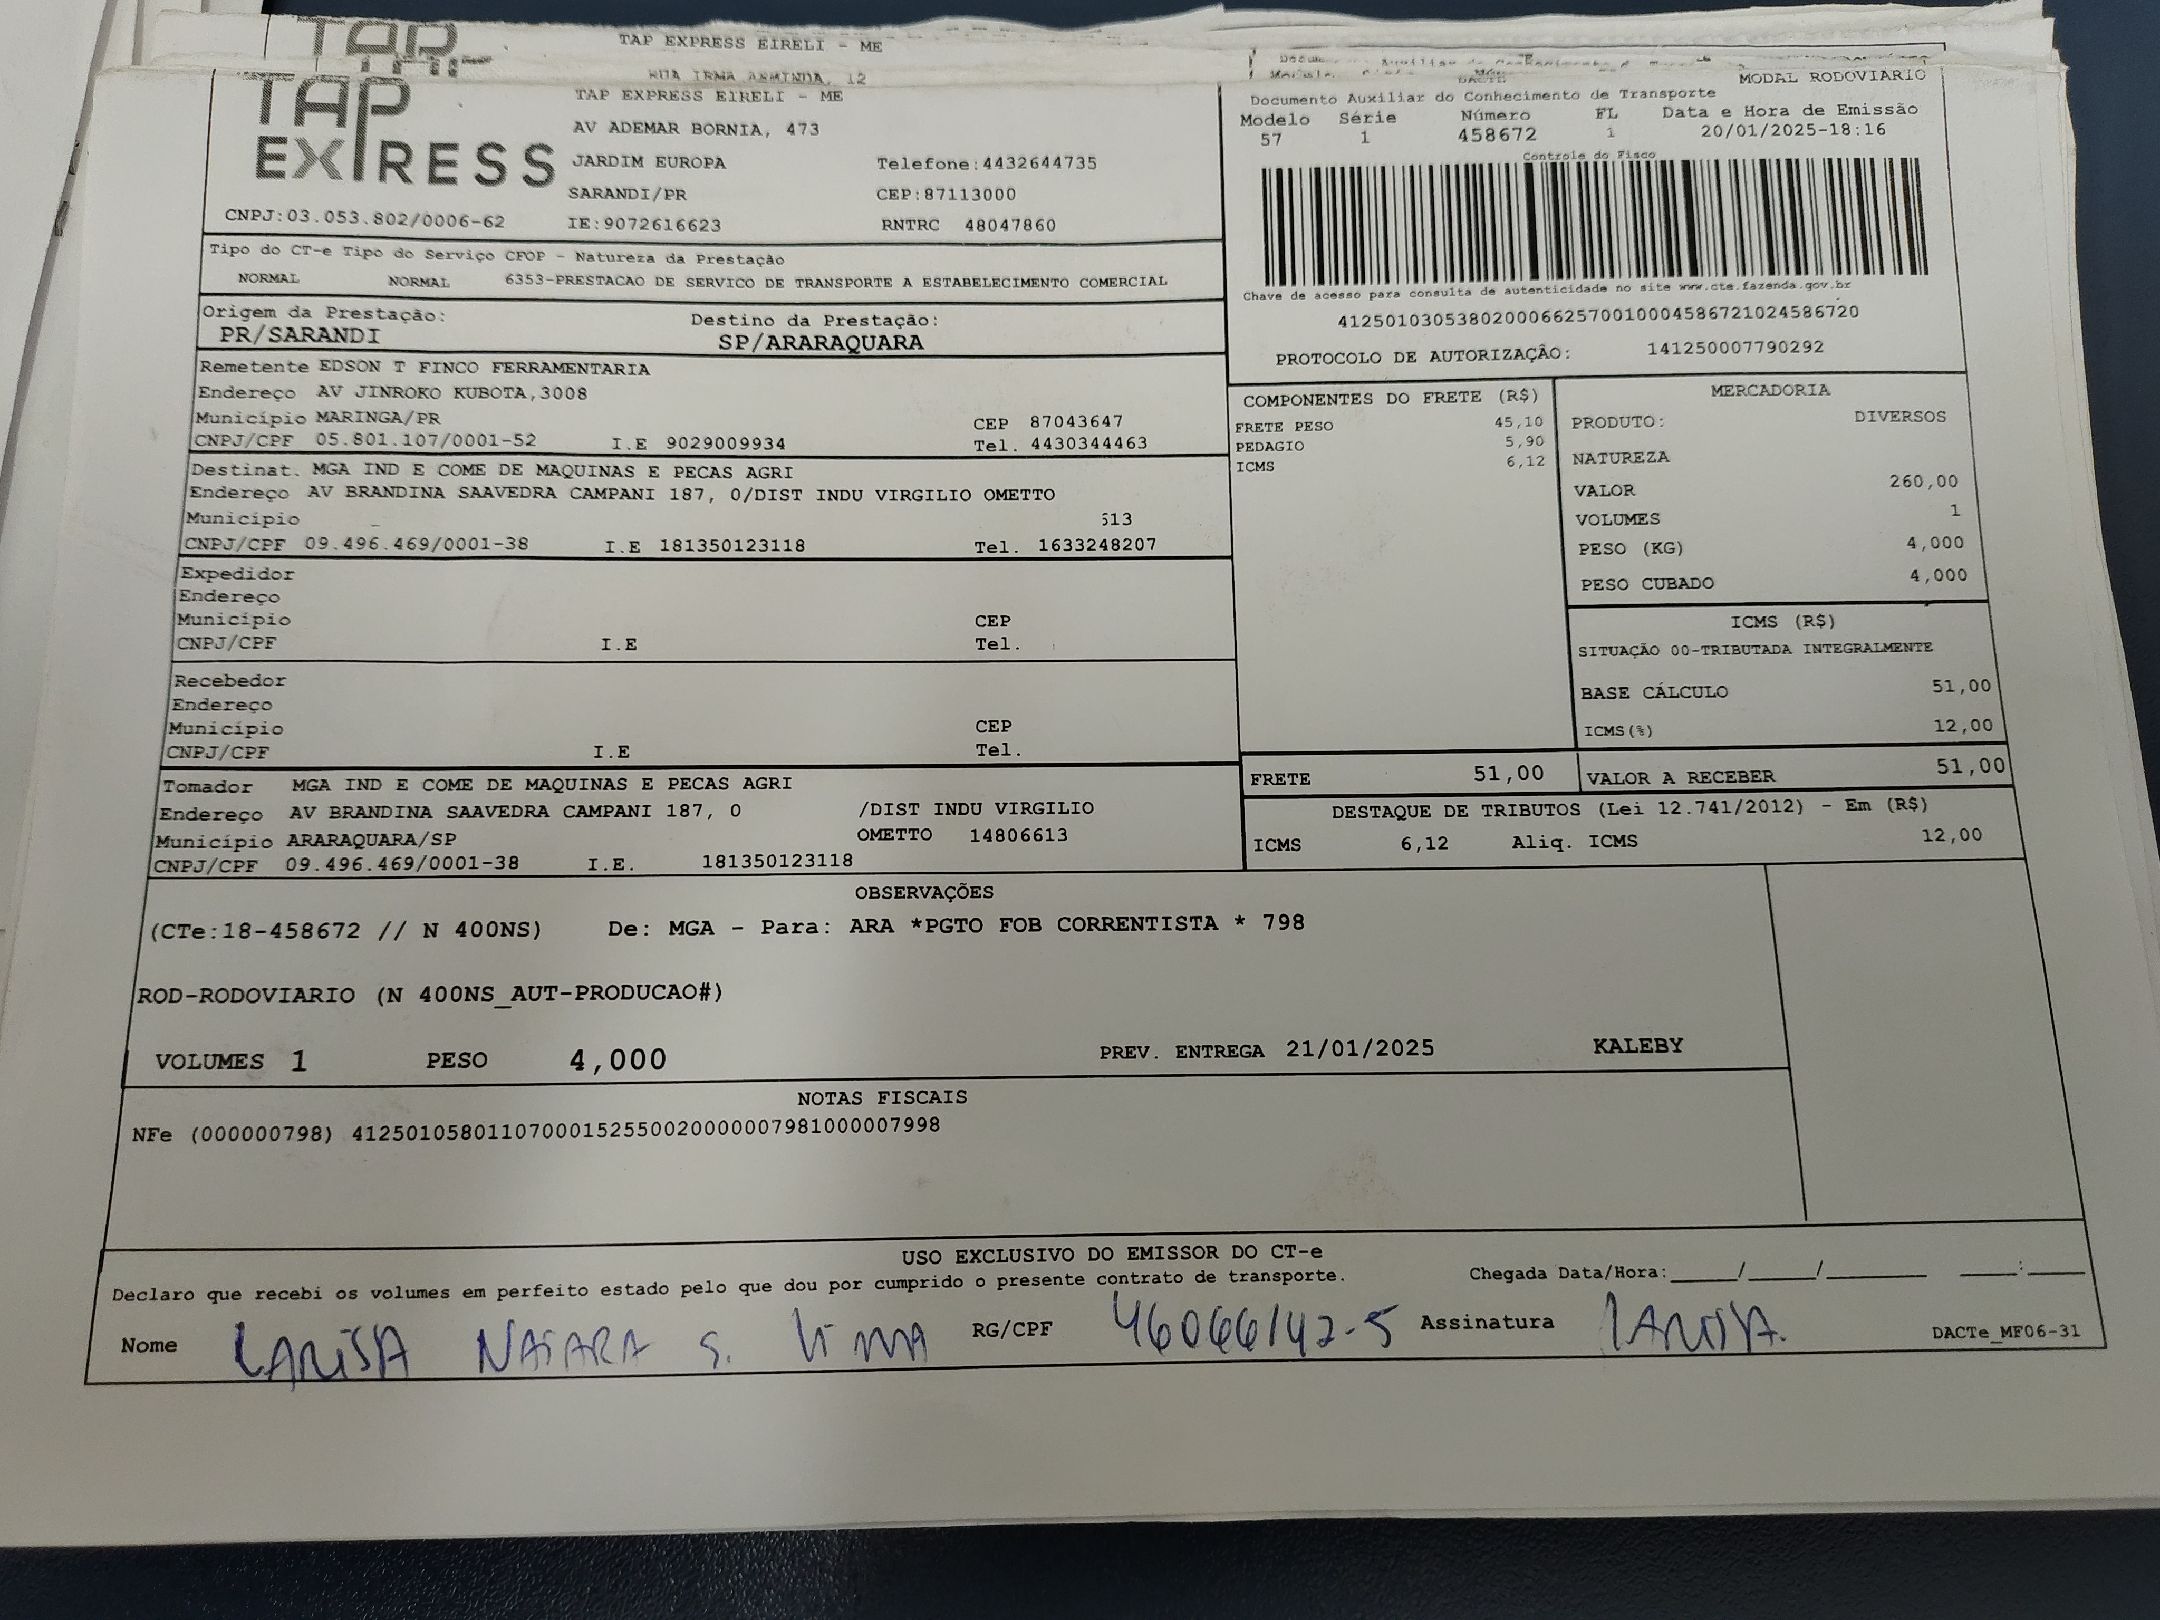 TAP
TAP EXPRESS EIRELI - ME
RUA IRMA ARMINDA, 12
TAP EXPRESS
TAP EXPRESS EIRELI - ME
AV ADEMAR BORNIA, 473
JARDIM EUROPA Telefone:4432644735
SARANDI/PR CEP:87113000
CNPJ:03.053.802/0006-62 IE:9072616623 RNTRC 48047860
DACTE
MODAL RODOVIARIO
Documento Auxiliar do Conhecimento de Transporte
Modelo Série Número FL Data e Hora de Emissão
57 1 458672 1 20/01/2025-18:16
Controle do Fisco
Chave de acesso para consulta de autenticidade no site www.cte.fazenda.gov.br
41250103053802000662570010004586721024586720
PROTOCOLO DE AUTORIZAÇÃO: 141250007790292
Tipo do CT-e Tipo do Serviço CFOP - Natureza da Prestação
NORMAL NORMAL 6353-PRESTACAO DE SERVICO DE TRANSPORTE A ESTABELECIMENTO COMERCIAL
Origem da Prestação: Destino da Prestação:
PR/SARANDI SP/ARARAQUARA
Remetente EDSON T FINCO FERRAMENTARIA
Endereço AV JINROKO KUBOTA,3008
Município MARINGA/PR CEP 87043647
CNPJ/CPF 05.801.107/0001-52 I.E 9029009934 Tel. 4430344463
Destinat. MGA IND E COME DE MAQUINAS E PECAS AGRI
Endereço AV BRANDINA SAAVEDRA CAMPANI 187, 0/DIST INDU VIRGILIO OMETTO
Município 613
CNPJ/CPF 09.496.469/0001-38 I.E 181350123118 Tel. 1633248207
Expedidor
Endereço
Município CEP
CNPJ/CPF I.E Tel.
Recebedor
Endereço
Município CEP
CNPJ/CPF I.E Tel.
Tomador MGA IND E COME DE MAQUINAS E PECAS AGRI
Endereço AV BRANDINA SAAVEDRA CAMPANI 187, 0 /DIST INDU VIRGILIO
Município ARARAQUARA/SP OMETTO 14806613
CNPJ/CPF 09.496.469/0001-38 I.E. 181350123118
COMPONENTES DO FRETE (R$)
FRETE PESO 45,10
PEDAGIO 5,90
ICMS 6,12
MERCADORIA
PRODUTO: DIVERSOS
NATUREZA
VALOR 260,00
VOLUMES 1
PESO (KG) 4,000
PESO CUBADO 4,000
ICMS (R$)
SITUAÇÃO 00-TRIBUTADA INTEGRALMENTE
BASE CÁLCULO 51,00
ICMS(%) 12,00
FRETE 51,00 VALOR A RECEBER 51,00
DESTAQUE DE TRIBUTOS (Lei 12.741/2012) - Em (R$)
ICMS 6,12 Aliq. ICMS 12,00
OBSERVAÇÕES
(CTe:18-458672 // N 400NS) De: MGA - Para: ARA *PGTO FOB CORRENTISTA * 798
ROD-RODOVIARIO (N 400NS_AUT-PRODUCAO#)
VOLUMES 1 PESO 4,000 PREV. ENTREGA 21/01/2025 KALEBY
NOTAS FISCAIS
NFe (000000798) 41250105801107000152550020000007981000007998
USO EXCLUSIVO DO EMISSOR DO CT-e
Declaro que recebi os volumes em perfeito estado pelo que dou por cumprido o presente contrato de transporte. Chegada Data/Hora:_____/_____/_______ ____:____
Nome LARISSA NAIARA S. LIMA RG/CPF 46066142-5 Assinatura LARISSA. DACTe_MF06-31